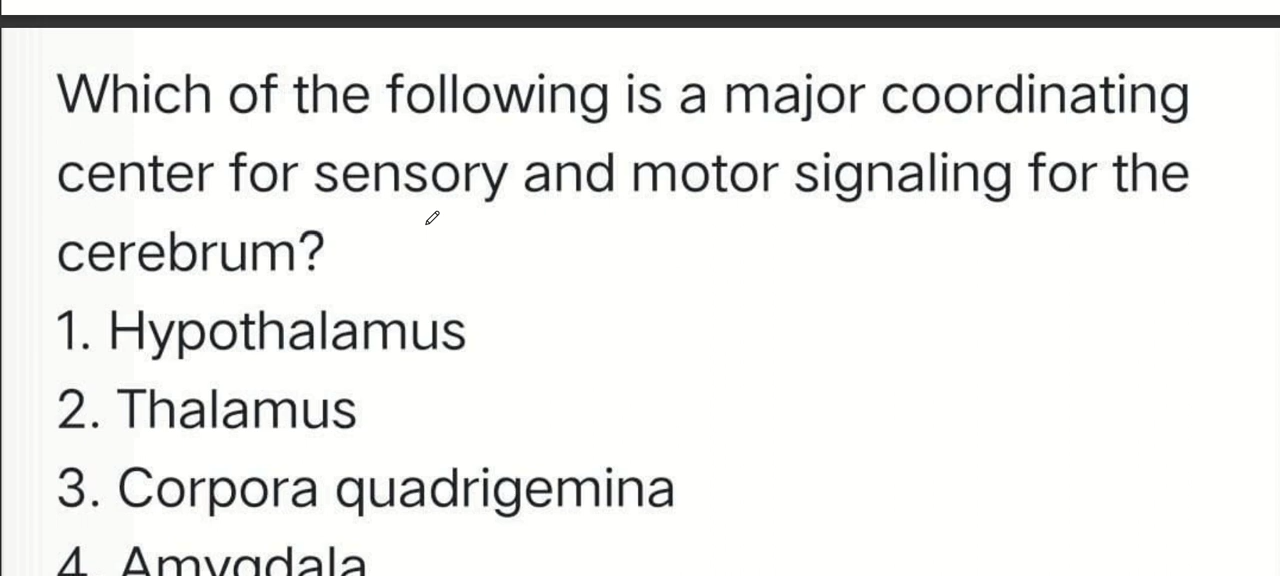 Which of the following is a major coordinating
center for sensory and motor signaling for the
cerebrum?
1. Hypothalamus
2. Thalamus
3. Corpora quadrigemina
4. Amygdala